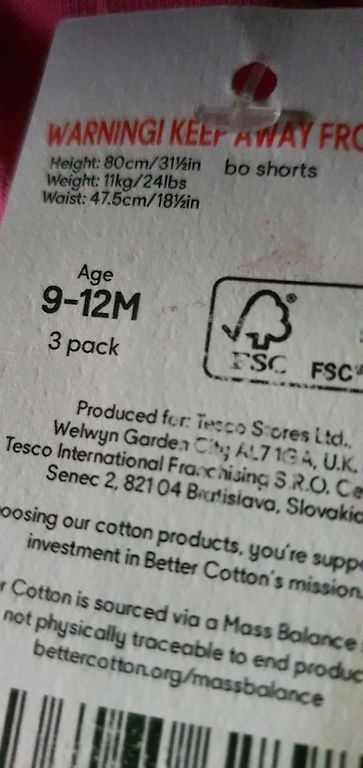 WARNING! KEEP AWAY FRO
Height: 80cm/31½in bo shorts
Weight: 11kg/24lbs
Waist: 47.5cm/18½in
Age
9-12M
3 pack
FSC®
FSC
Produced for: Tesco Stores Ltd.,
Welwyn Garden City AL7 1GA, U.K.
Tesco International Franchising S.R.O. Ce
Senec 2, 821 04 Bratislava, Slovakia
oosing our cotton products, you're suppo
investment in Better Cotton's mission.
r Cotton is sourced via a Mass Balance
not physically traceable to end produc
bettercotton.org/massbalance